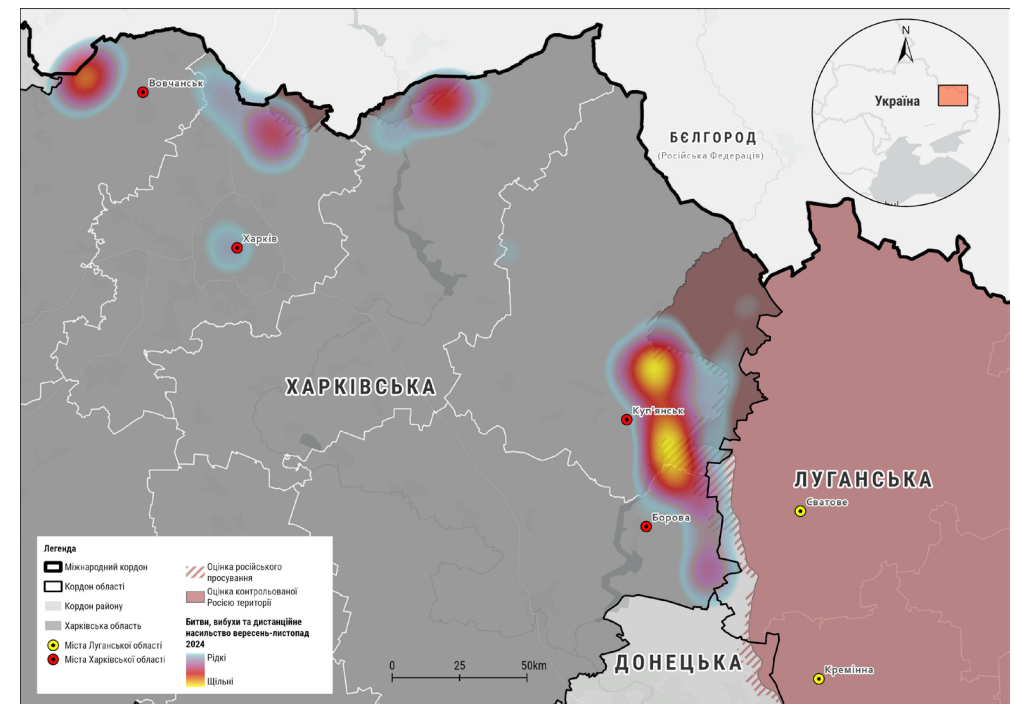 N
Україна
Вовчанськ
БЄЛГОРОД
(Російська Федерація)
Харків
ХАРКІВСЬКА
Куп'янськ
ЛУГАНСЬКА
Сватове
Борова
ДОНЕЦЬКА
Кремінна
0 25 50km
Легенда
Міжнародний кордон
Кордон області
Кордон району
Харківська область
Міста Луганської області
Міста Харківської області
Оцінка російського
просування
Оцінка контрольованої
Росією території
Битви, вибухи та дистанційне
насильство вересень-листопад
2024
Рідкі
Щільні